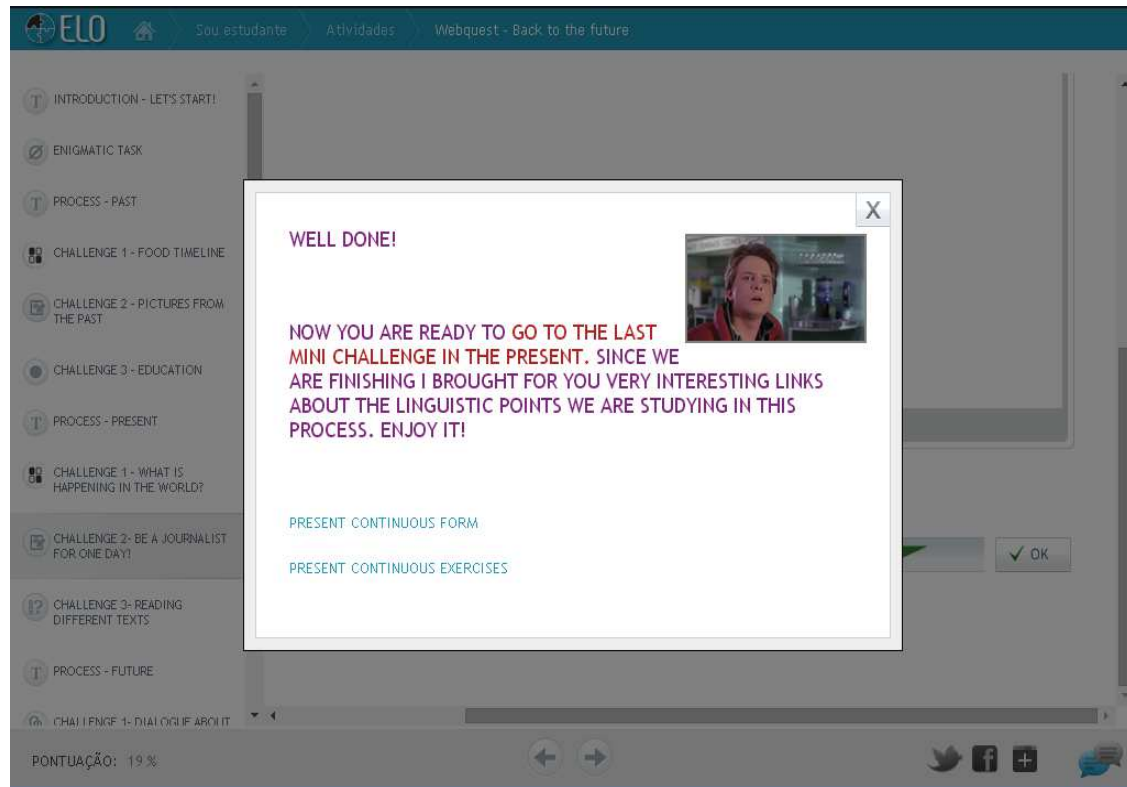 ELO
Sou estudante
Atividades
Webquest - Back to the future
T INTRODUCTION - LET'S START!
ENIGMATIC TASK
T PROCESS - PAST
CHALLENGE 1 - FOOD TIMELINE
CHALLENGE 2 - PICTURES FROM
THE PAST
CHALLENGE 3 - EDUCATION
T PROCESS - PRESENT
CHALLENGE 1 - WHAT IS
HAPPENING IN THE WORLD?
CHALLENGE 2- BE A JOURNALIST
FOR ONE DAY!
CHALLENGE 3- READING
DIFFERENT TEXTS
T PROCESS - FUTURE
CHALLENGE 1- DIALOGUE ABOUT
X
WELL DONE!
NOW YOU ARE READY TO GO TO THE LAST
MINI CHALLENGE IN THE PRESENT. SINCE WE
ARE FINISHING I BROUGHT FOR YOU VERY INTERESTING LINKS
ABOUT THE LINGUISTIC POINTS WE ARE STUDYING IN THIS
PROCESS. ENJOY IT!
PRESENT CONTINUOUS FORM
PRESENT CONTINUOUS EXERCISES
OK
PONTUAÇÃO: 19 %